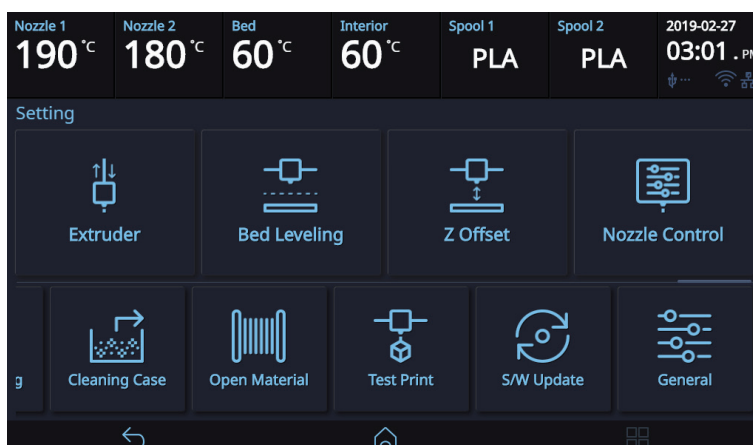 Nozzle 1 Nozzle 2 Bed Interior Spool 1 Spool 2 2019-02-27
190 °C 180 °C 60 °C 60 °C PLA PLA 03:01 . PM
Setting
Extruder Bed Leveling Z Offset Nozzle Control
g Cleaning Case Open Material Test Print S/W Update General